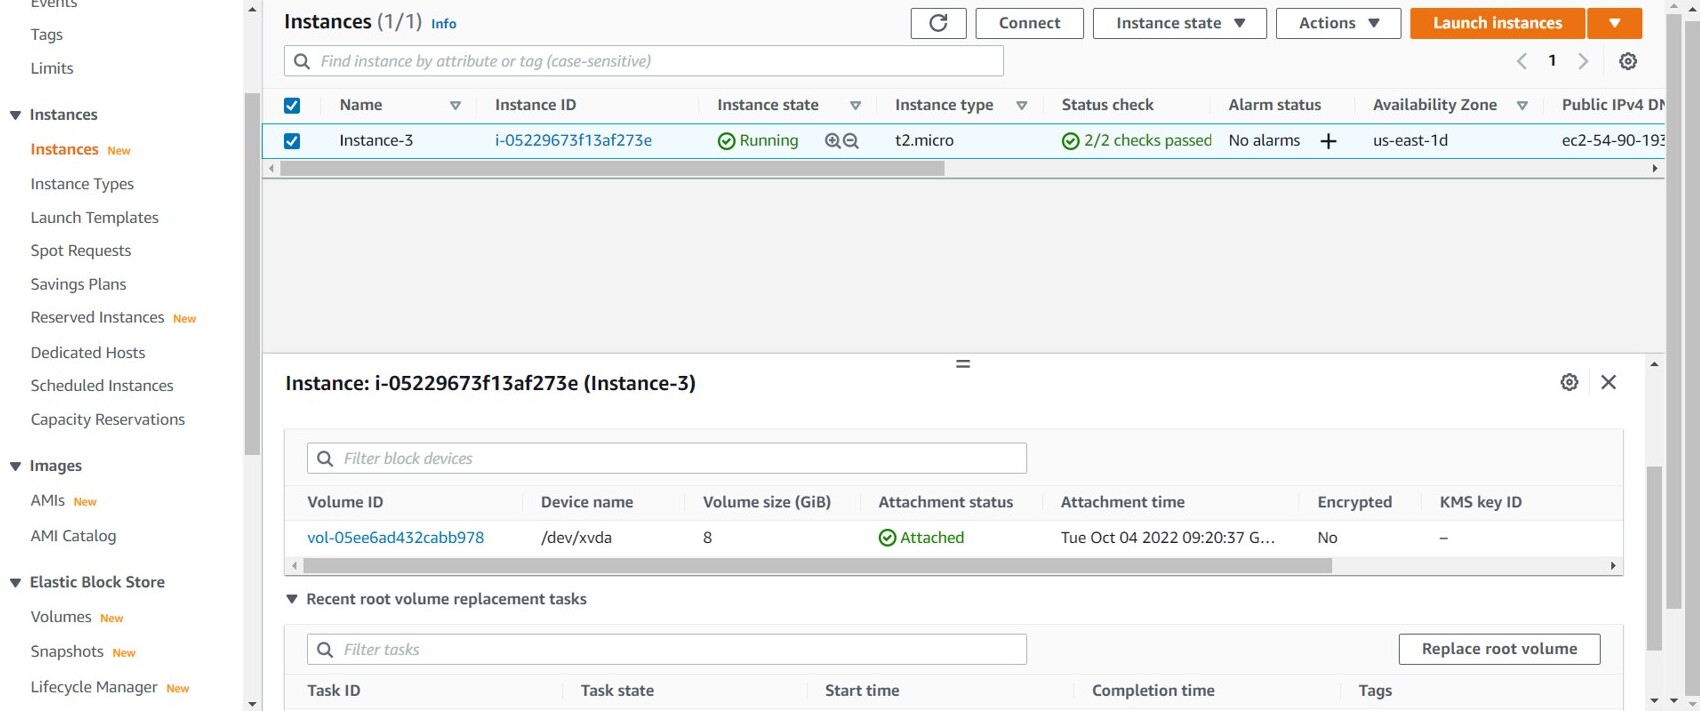 Events
Tags
Limits
Instances
Instances New
Instance Types
Launch Templates
Spot Requests
Savings Plans
Reserved Instances New
Dedicated Hosts
Scheduled Instances
Capacity Reservations
Images
AMIs New
AMI Catalog
Elastic Block Store
Volumes New
Snapshots New
Lifecycle Manager New
Instances (1/1) Info
Connect
Instance state
Actions
Launch instances
Find instance by attribute or tag (case-sensitive)
1
Name Instance ID Instance state Instance type Status check Alarm status Availability Zone Public IPv4 DN
Instance-3 i-05229673f13af273e Running t2.micro 2/2 checks passed No alarms + us-east-1d ec2-54-90-193
Instance: i-05229673f13af273e (Instance-3)
Filter block devices
Volume ID Device name Volume size (GiB) Attachment status Attachment time Encrypted KMS key ID
vol-05ee6ad432cabb978 /dev/xvda 8 Attached Tue Oct 04 2022 09:20:37 G... No –
Recent root volume replacement tasks
Filter tasks
Replace root volume
Task ID Task state Start time Completion time Tags